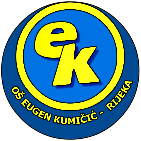 ek
OŠ EUGEN KUMIČIĆ - RIJEKA